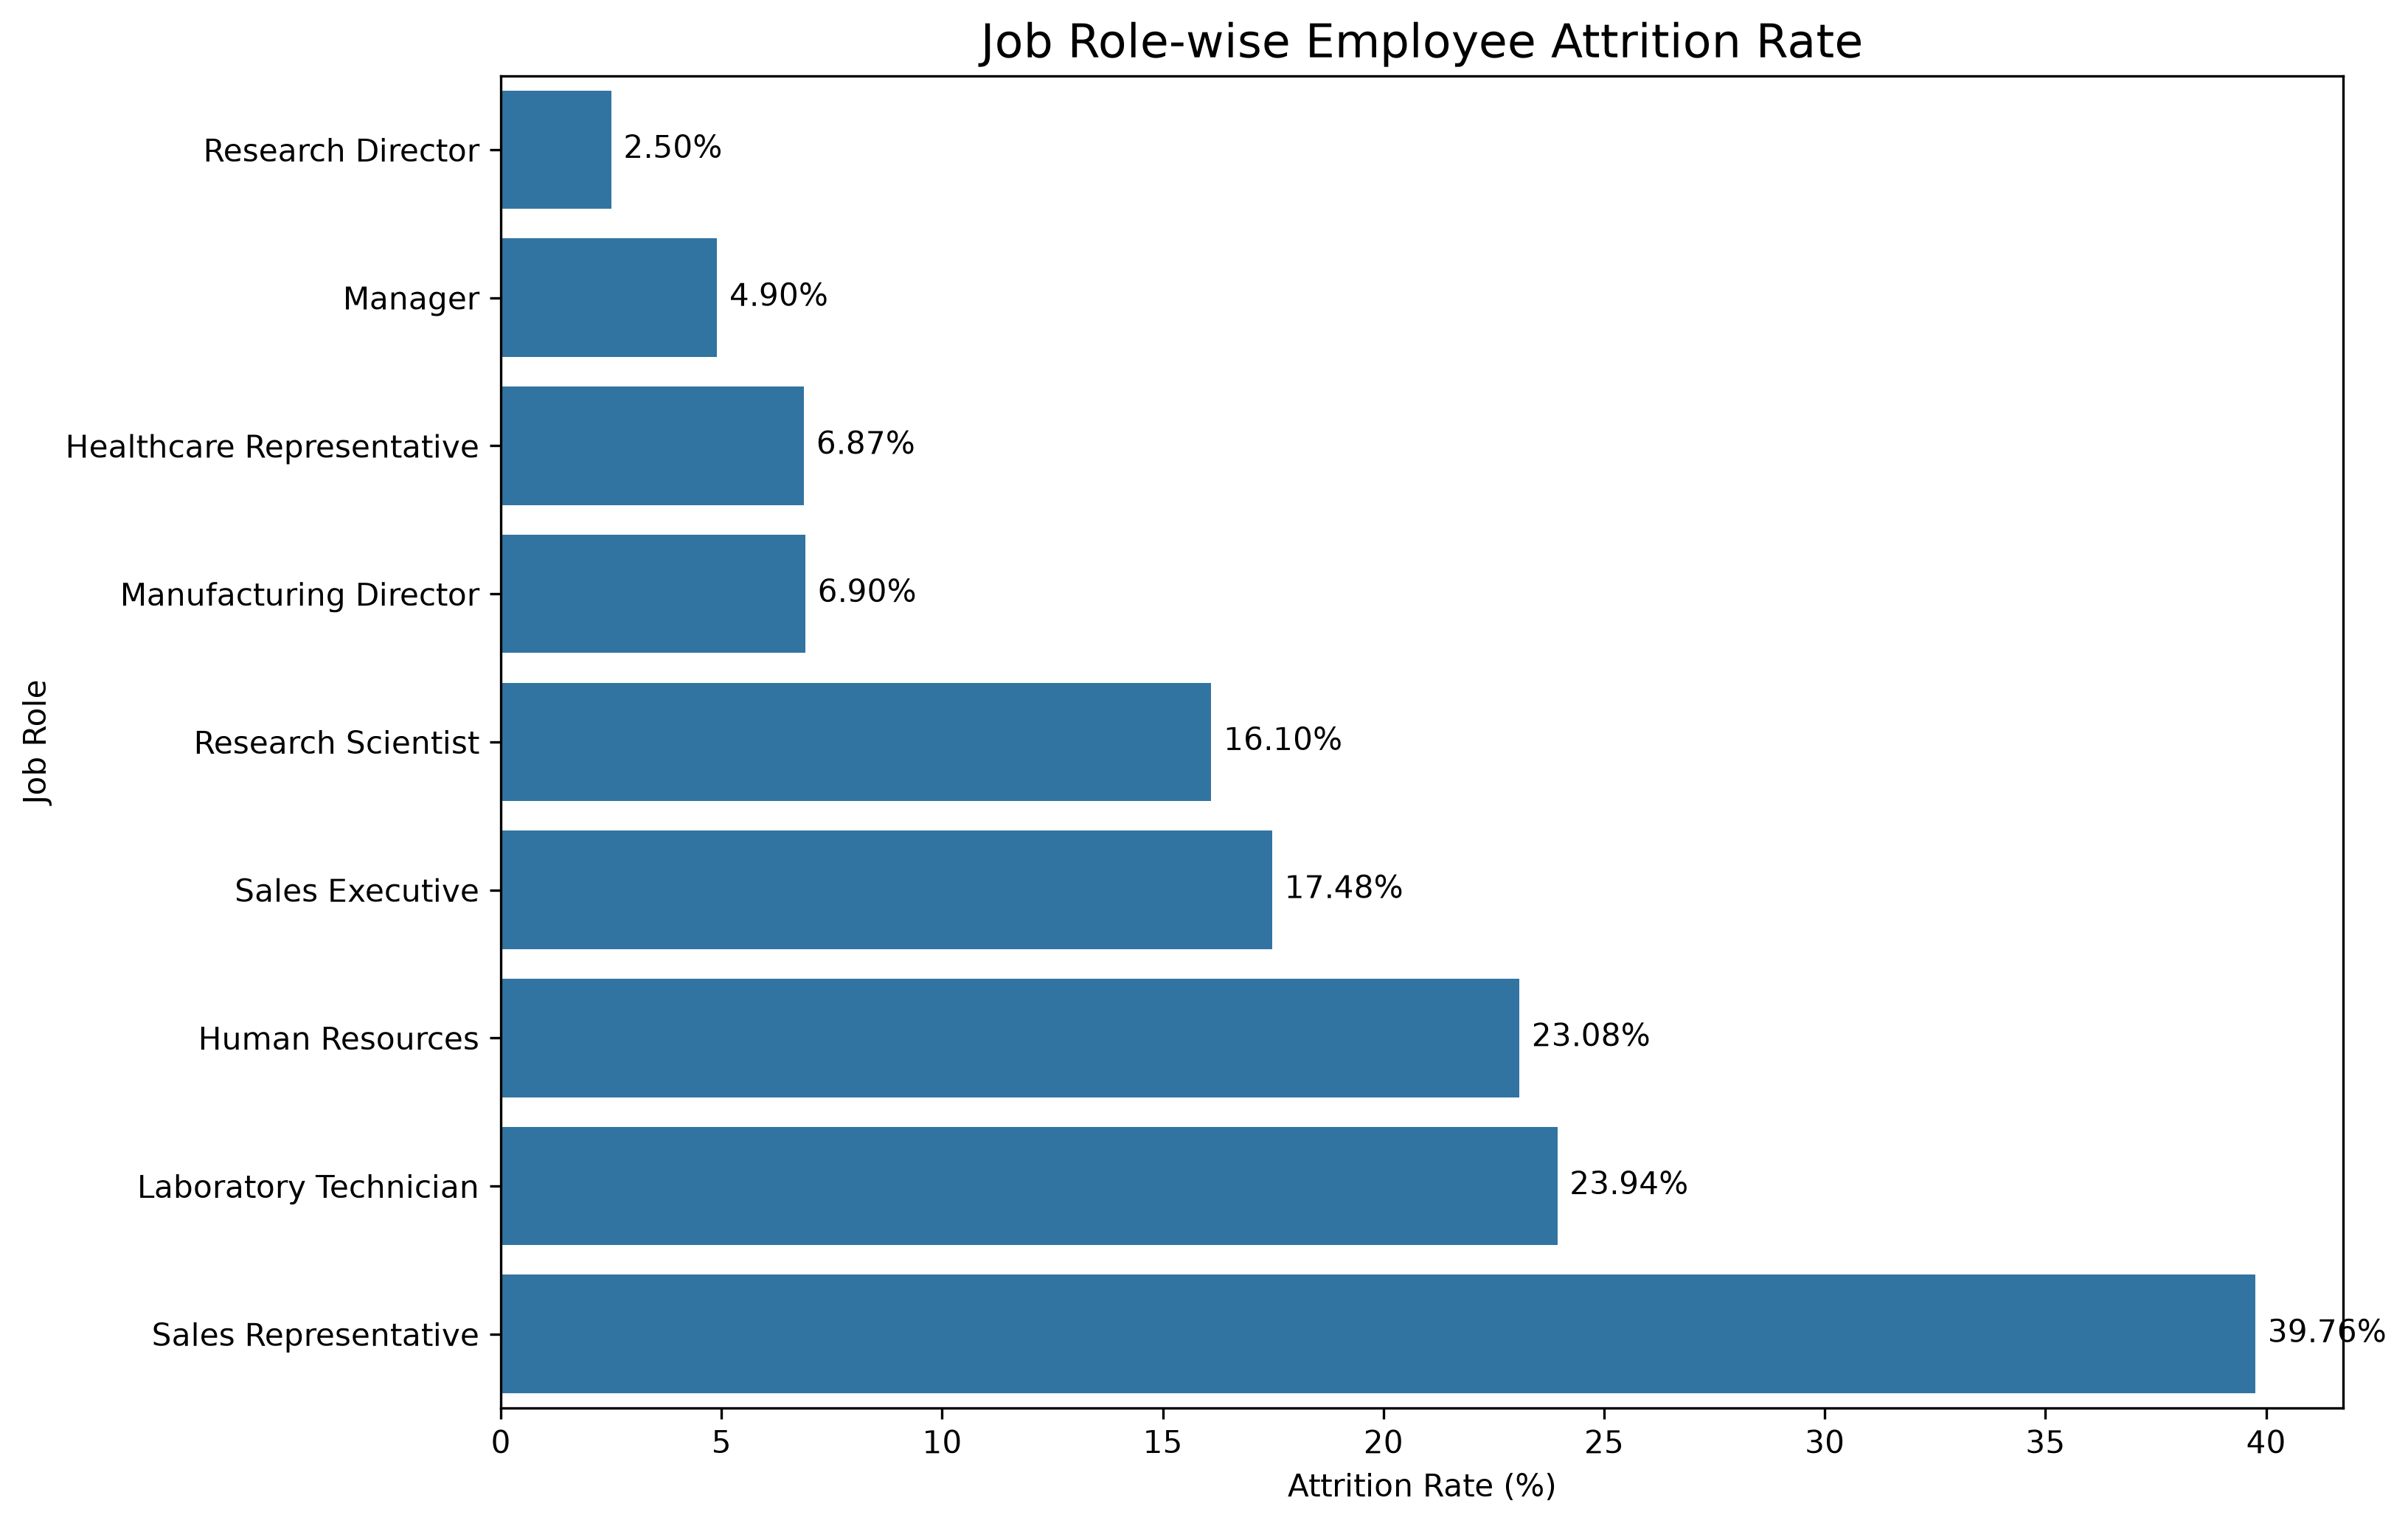 Job Role-wise Employee Attrition Rate
Research Director
2.50%
Manager
4.90%
Healthcare Representative
6.87%
Manufacturing Director
6.90%
Research Scientist
16.10%
Sales Executive
17.48%
Human Resources
23.08%
Laboratory Technician
23.94%
Sales Representative
39.76%
Job Role
0 5 10 15 20 25 30 35 40
Attrition Rate (%)